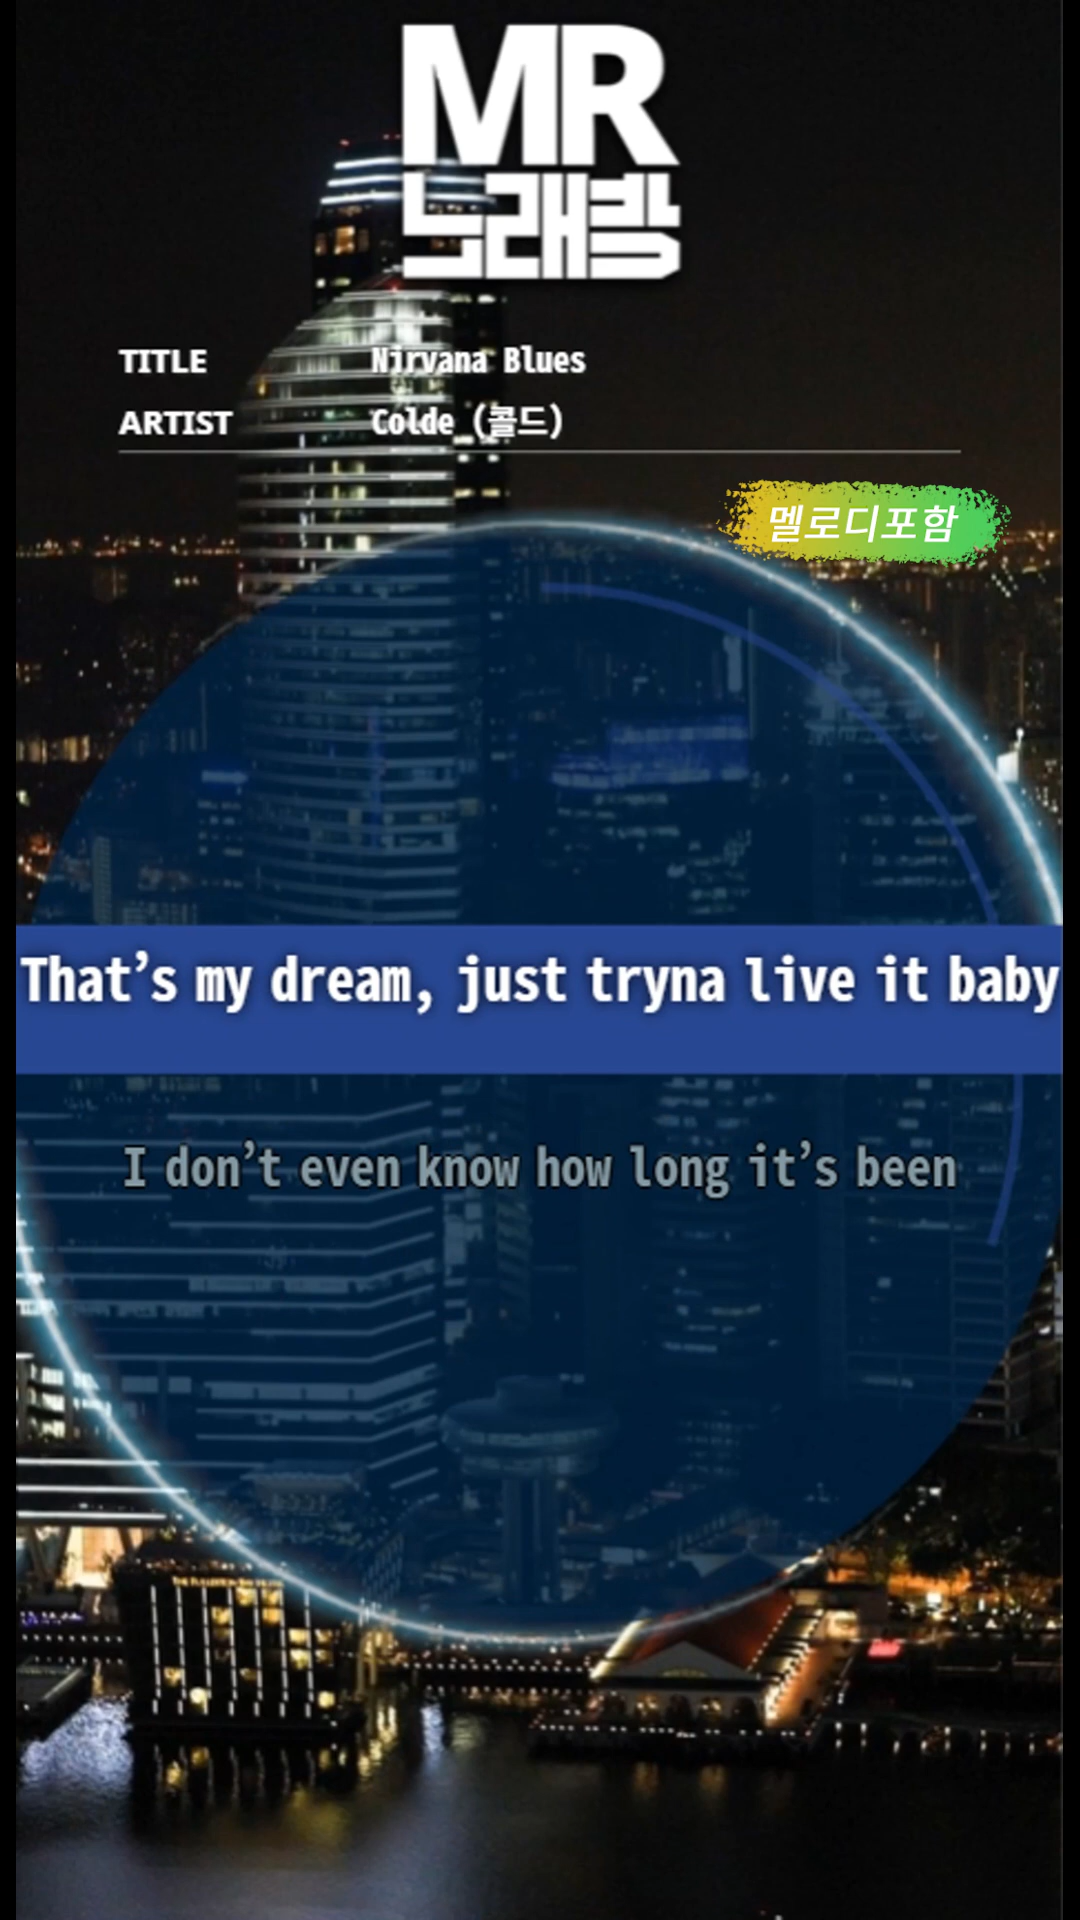 MR
노래방
TITLE Nirvana Blues
ARTIST Colde (콜드)
멜로디포함
That’s my dream, just tryna live it baby
I don’t even know how long it’s been